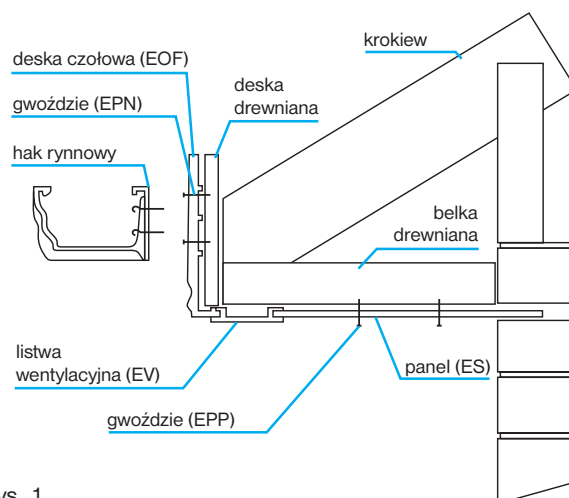 krokiew
deska czołowa (EOF)
deska
drewniana
gwoździe (EPN)
hak rynnowy
belka
drewniana
listwa
wentylacyjna (EV)
panel (ES)
gwoździe (EPP)
1